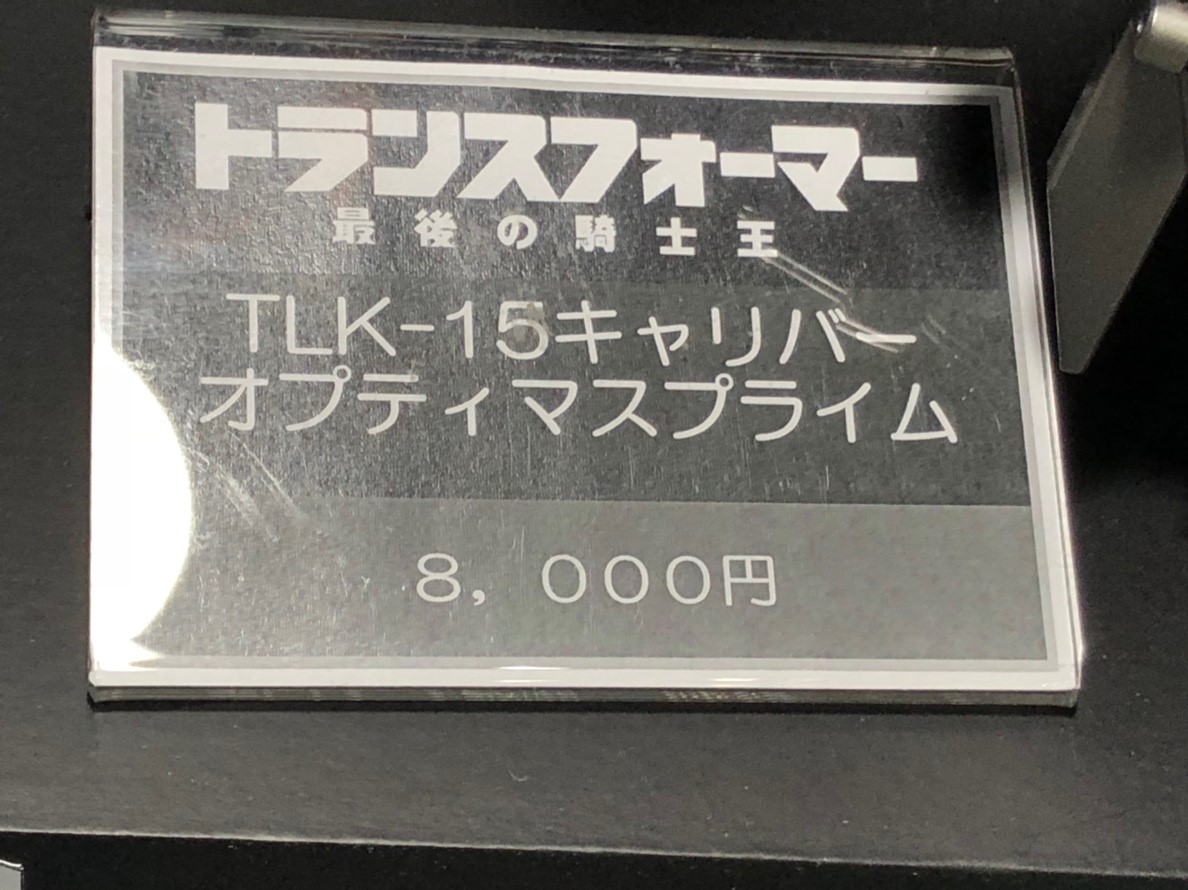 トランスフォーマー
最後の騎士王
TLK-15キャリバー
オプティマスプライム
8,000円